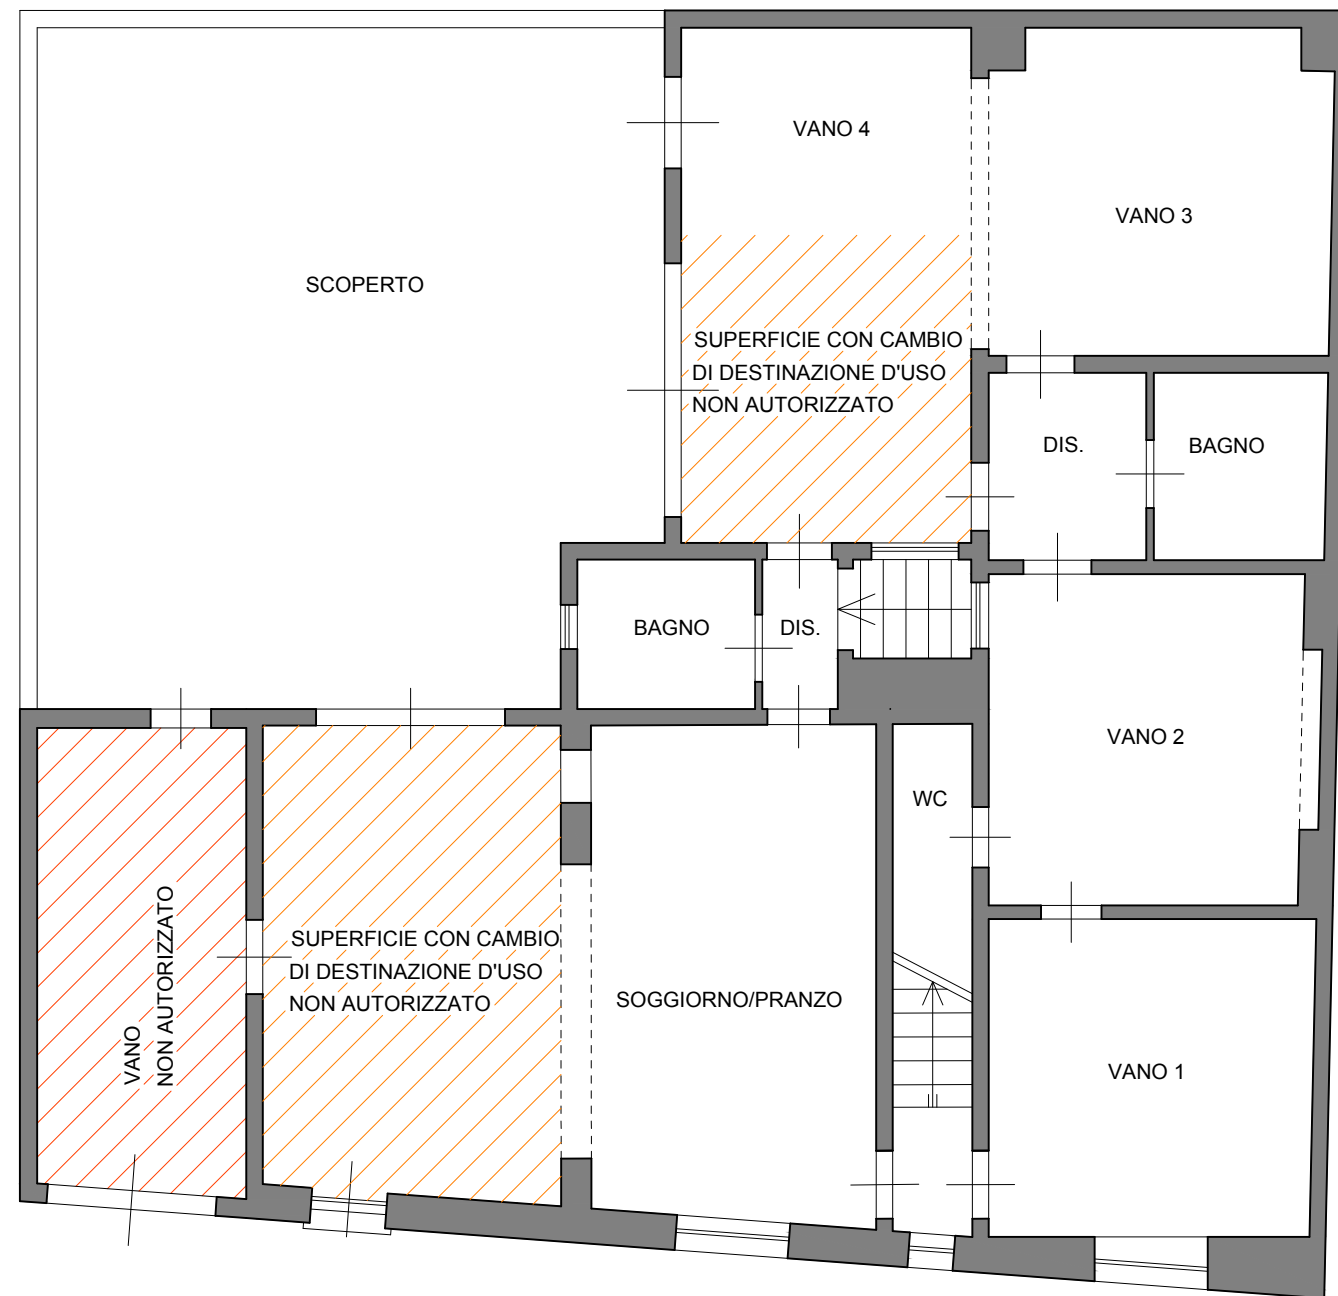 VANO 4
VANO 3
SCOPERTO
SUPERFICIE CON CAMBIO
DI DESTINAZIONE D'USO
NON AUTORIZZATO
DIS.
BAGNO
BAGNO
DIS.
VANO 2
WC
VANO
NON AUTORIZZATO
SUPERFICIE CON CAMBIO
DI DESTINAZIONE D'USO
NON AUTORIZZATO
SOGGIORNO/PRANZO
VANO 1